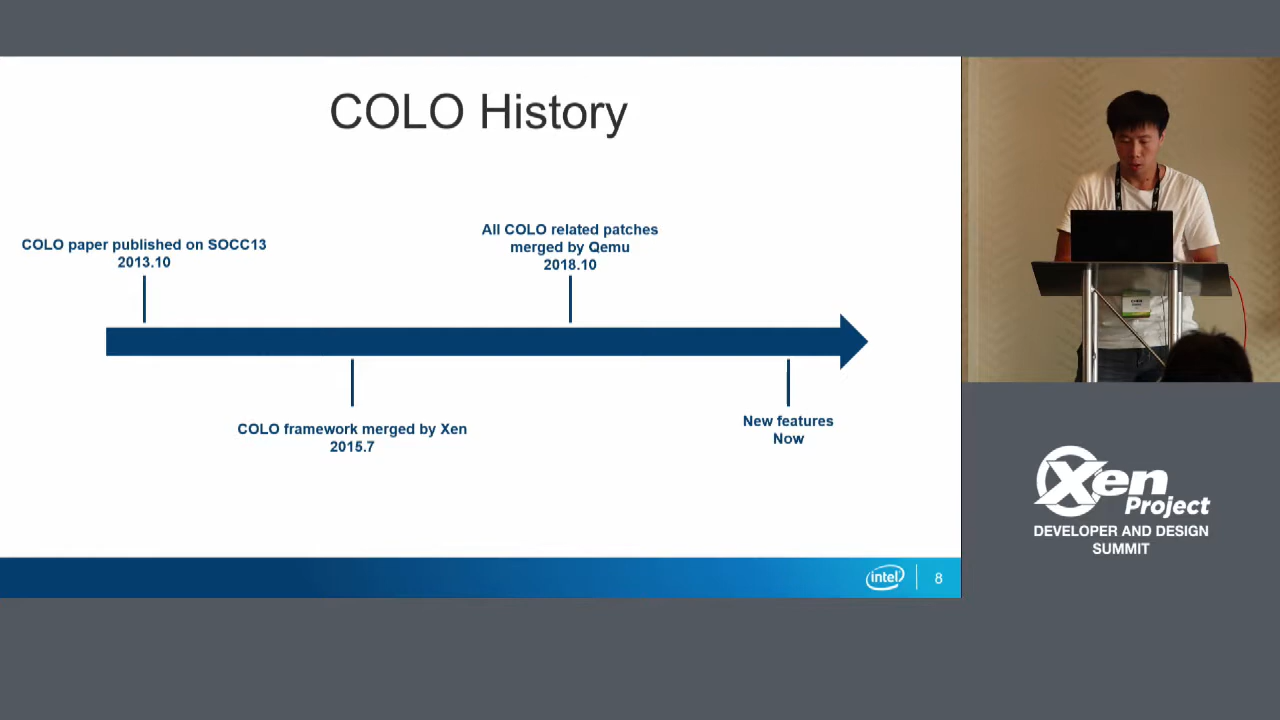 COLO History
COLO paper published on SOCC13
2013.10
All COLO related patches
merged by Qemu
2018.10
COLO framework merged by Xen
2015.7
New features
Now
intel
8
Xen
Project
DEVELOPER AND DESIGN
SUMMIT